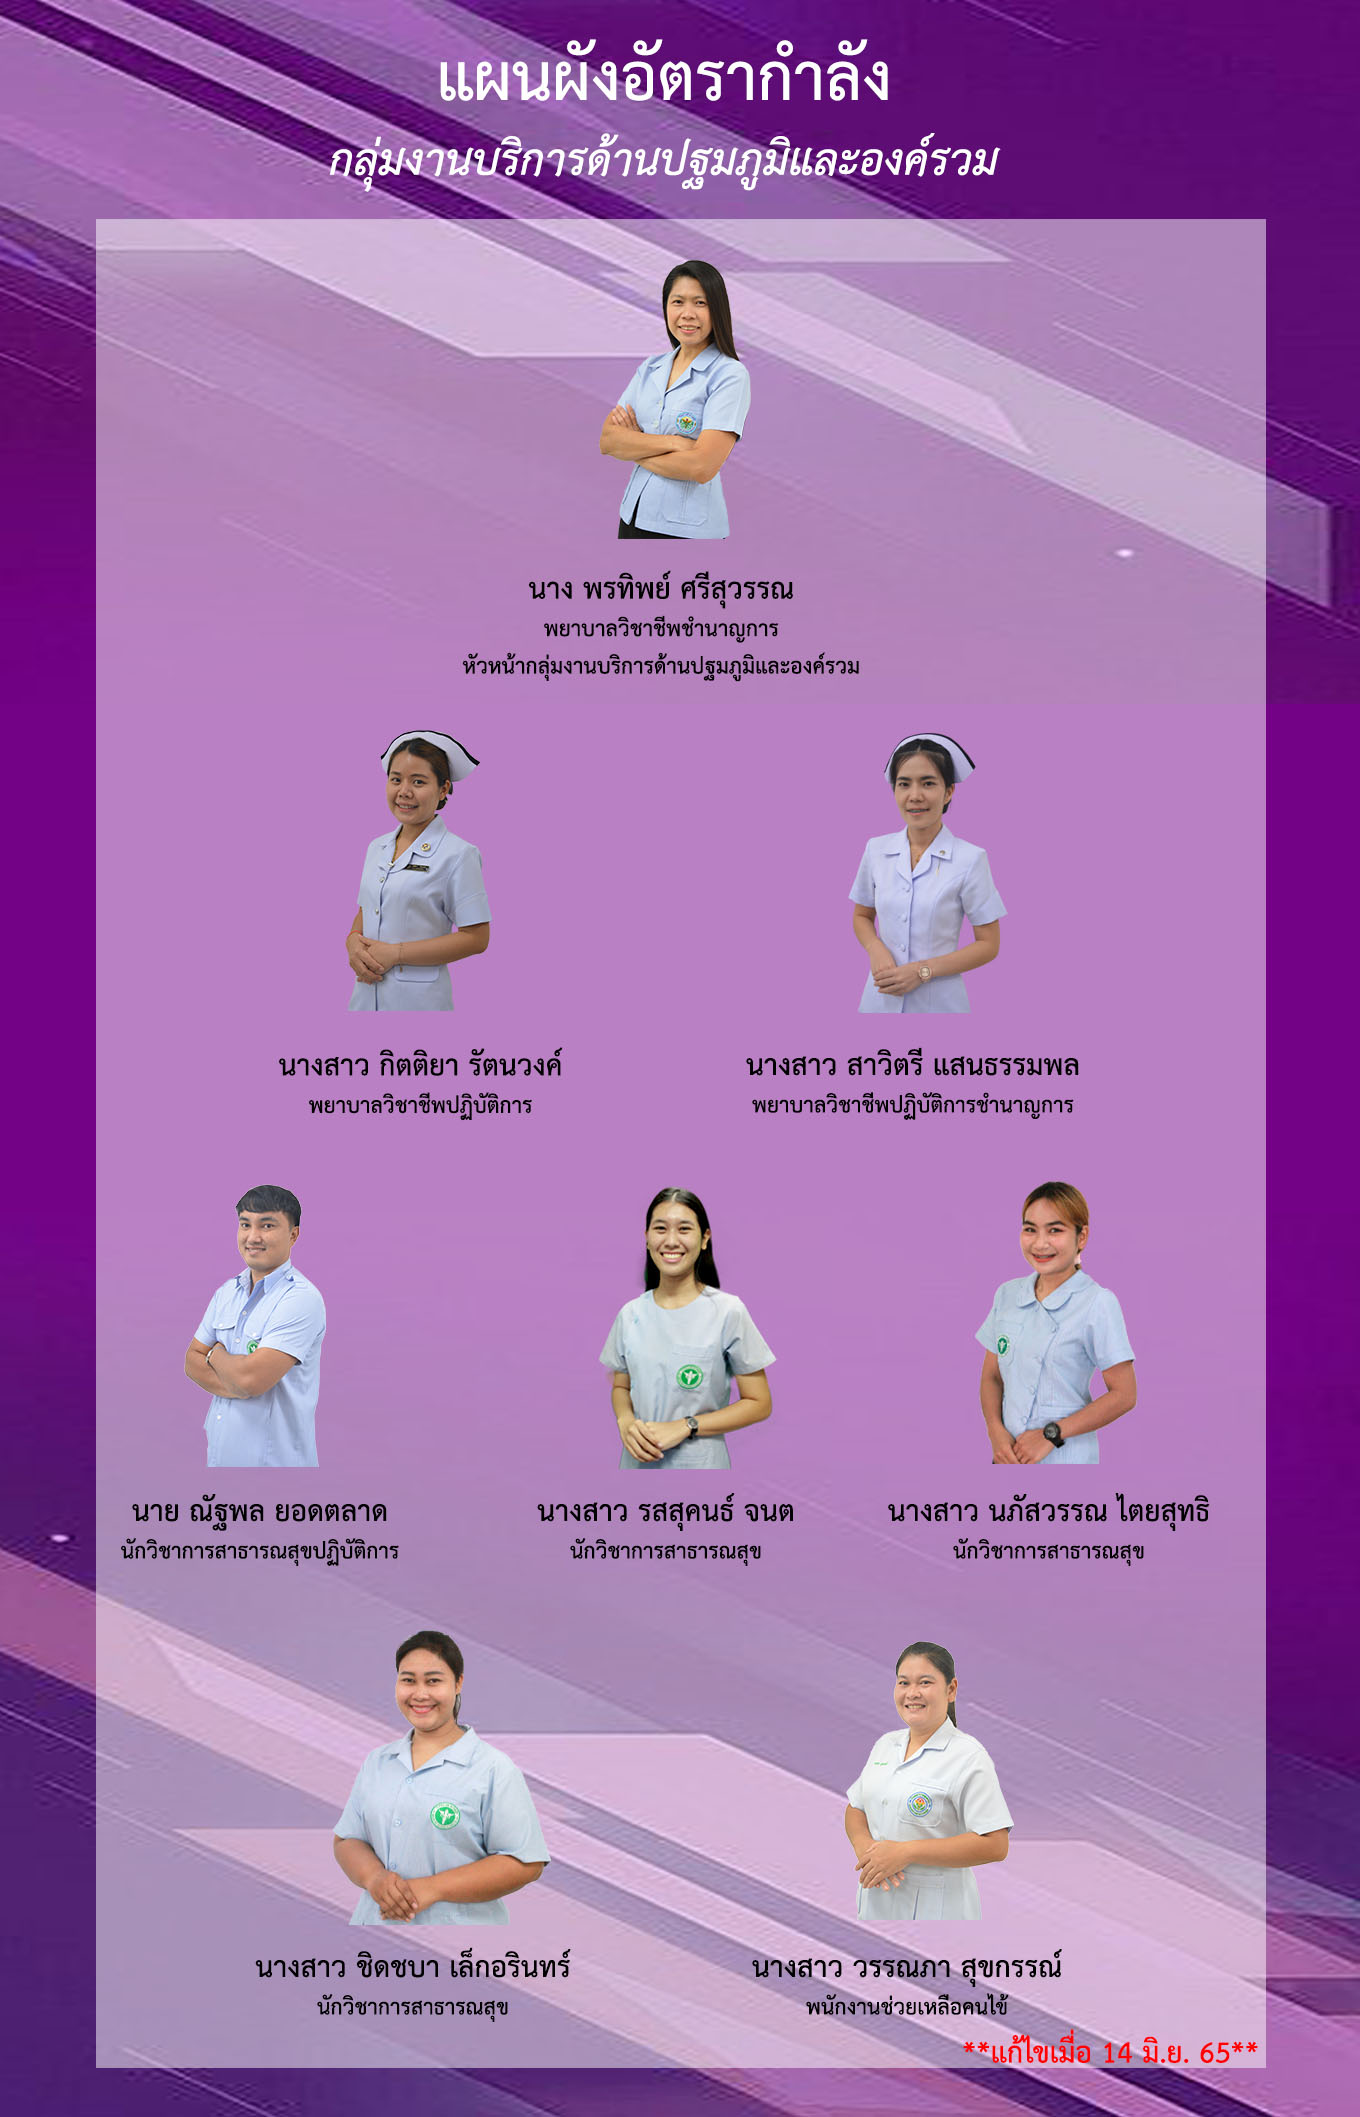 แผนผังอัตรากำลัง
กลุ่มงานบริการด้านปฐมภูมิและองค์รวม
นาง พรทิพย์ ศรีสุวรรณ
พยาบาลวิชาชีพชำนาญการ
หัวหน้ากลุ่มงานบริการด้านปฐมภูมิและองค์รวม
นางสาว กิตติยา รัตนวงค์
พยาบาลวิชาชีพปฏิบัติการ
นางสาว สาวิตรี แสนธรรมพล
พยาบาลวิชาชีพปฏิบัติการชำนาญการ
นาย ณัฐพล ยอดตลาด
นักวิชาการสาธารณสุขปฏิบัติการ
นางสาว รสสุคนธ์ จนต
นักวิชาการสาธารณสุข
นางสาว นภัสวรรณ ไตยสุทธิ
นักวิชาการสาธารณสุข
นางสาว ชิดชบา เล็กอรินทร์
นักวิชาการสาธารณสุข
นางสาว วรรณภา สุขกรรณ์
พนักงานช่วยเหลือคนไข้
**แก้ไขเมื่อ 14 มิ.ย. 65**